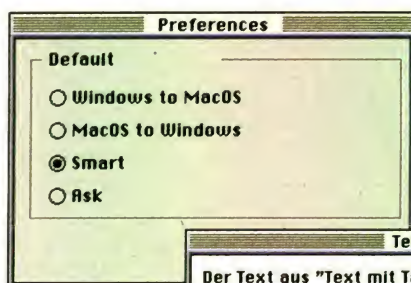 Preferences
Default
Windows to MacOS
MacOS to Windows
Smart
Ask
Der Text aus "Text mit